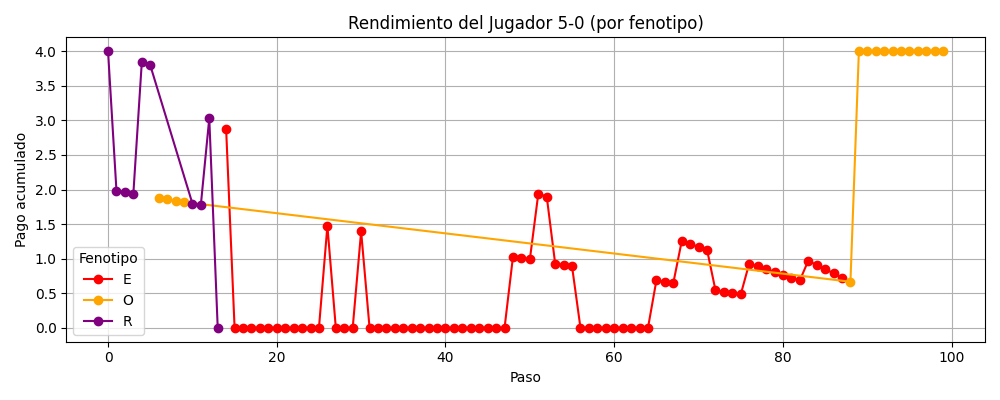 Rendimiento del Jugador 5-0 (por fenotipo)
Pago acumulado
4.0
3.5
3.0
2.5
2.0
1.5
1.0
0.5
0.0
Fenotipo
E
O
R
0 20 40 60 80 100
Paso